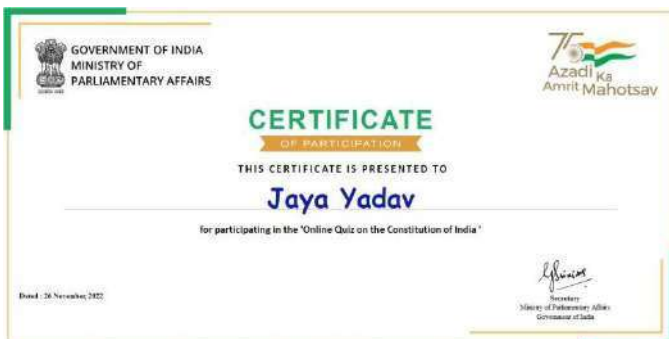 GOVERNMENT OF INDIA
MINISTRY OF
PARLIAMENTARY AFFAIRS
75
Azadi Ka
Amrit Mahotsav
CERTIFICATE
OF PARTICIPATION
THIS CERTIFICATE IS PRESENTED TO
Jaya Yadav
for participating in the 'Online Quiz on the Constitution of India '
Dated : 26 November, 2022
Secretary
Ministry of Parliamentary Affairs
Government of India